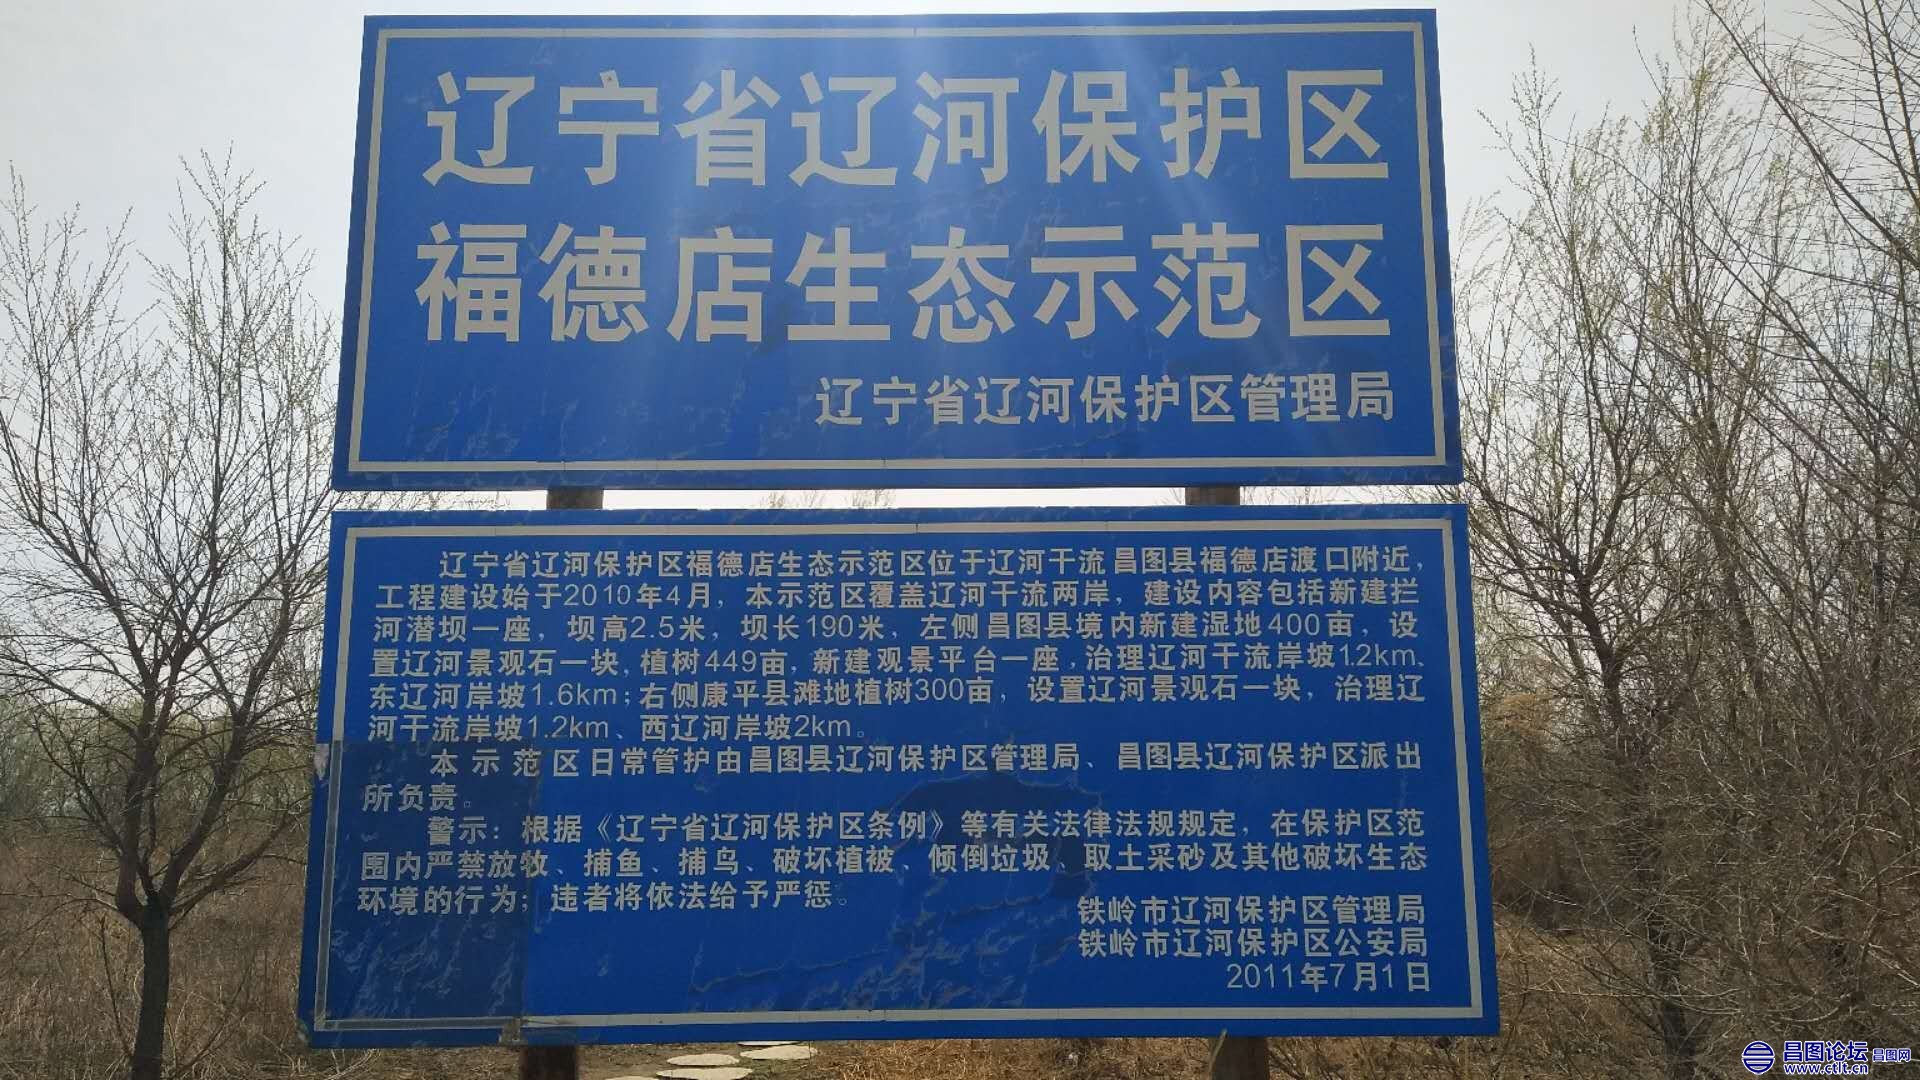 辽宁省辽河保护区
福德店生态示范区
辽宁省辽河保护区管理局
辽宁省辽河保护区福德店生态示范区位于辽河干流昌图县福德店渡口附近，
工程建设始于2010年4月，本示范区覆盖辽河干流两岸，建设内容包括新建拦
河潜坝一座，坝高2.5米，坝长190米，左侧昌图县境内新建湿地400亩，设
置辽河景观石一块，植树449亩，新建观景平台一座，治理辽河干流岸坡1.2km、
东辽河岸坡1.6km；右侧康平县滩地植树300亩，设置辽河景观石一块，治理辽
河干流岸坡1.2km、西辽河岸坡2km。
本示范区日常管护由昌图县辽河保护区管理局、昌图县辽河保护区派出
所负责。
警示：根据《辽宁省辽河保护区条例》等有关法律法规规定，在保护区范
围内严禁放牧、捕鱼、捕鸟、破坏植被、倾倒垃圾、取土采砂及其他破坏生态
环境的行为；违者将依法给予严惩。
铁岭市辽河保护区管理局
铁岭市辽河保护区公安局
2011年7月1日
昌图论坛 昌图网
www.ctlt.cn